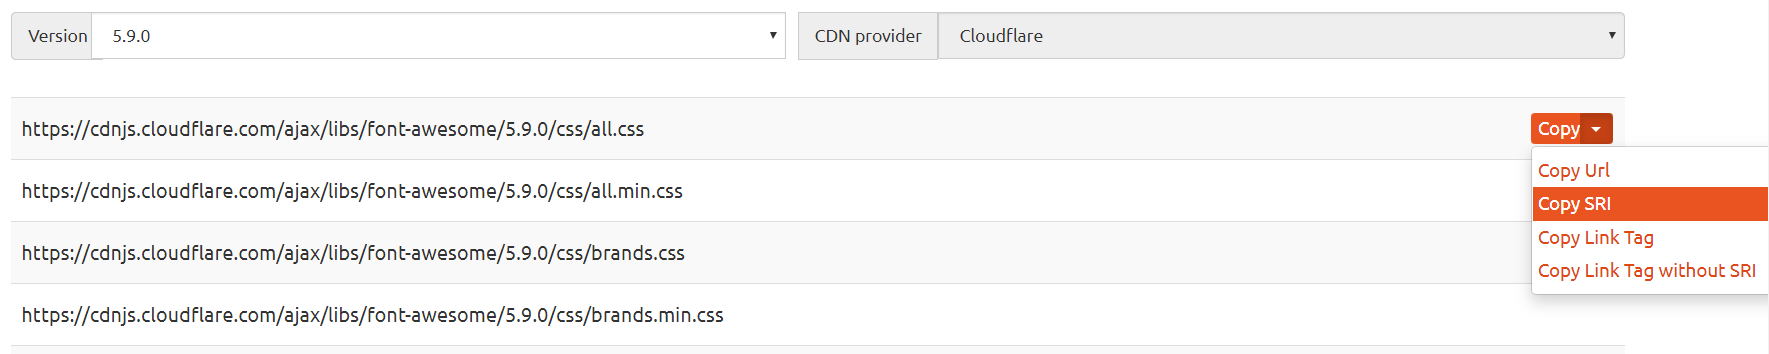 Version 5.9.0 CDN provider Cloudflare
https://cdnjs.cloudflare.com/ajax/libs/font-awesome/5.9.0/css/all.css Copy
Copy Url
https://cdnjs.cloudflare.com/ajax/libs/font-awesome/5.9.0/css/all.min.css
Copy SRI
Copy Link Tag
https://cdnjs.cloudflare.com/ajax/libs/font-awesome/5.9.0/css/brands.css
Copy Link Tag without SRI
https://cdnjs.cloudflare.com/ajax/libs/font-awesome/5.9.0/css/brands.min.css